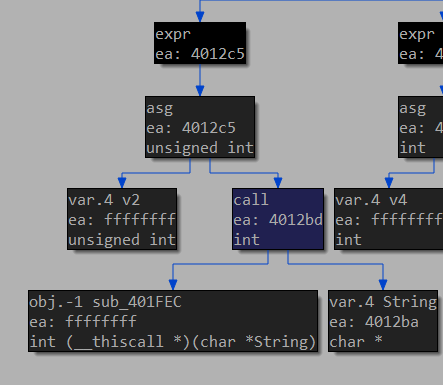 expr
ea: 4012c5
expr
ea: 4
asg
ea: 4012c5
unsigned int
asg
ea: 4
int
var.4 v2
ea: ffffffff
unsigned int
call
ea: 4012bd
int
var.4 v4
ea: ffffffff
int
obj.-1 sub_401FEC
ea: ffffffff
int (__thiscall *)(char *String)
var.4 String
ea: 4012ba
char *